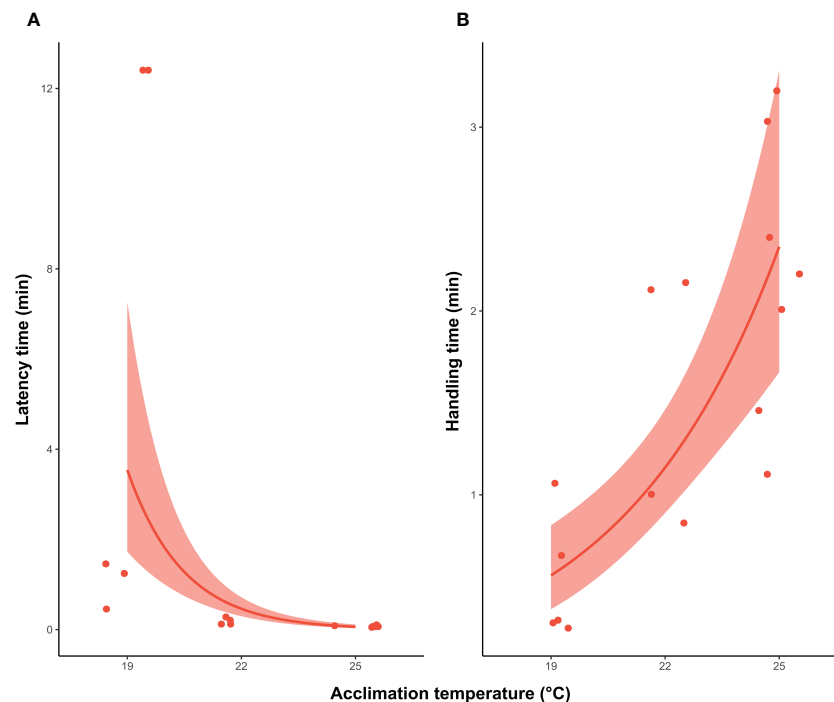 A
B
Latency time (min)
12
8
4
0
19
22
25
Handling time (min)
3
2
1
19
22
25
Acclimation temperature (°C)